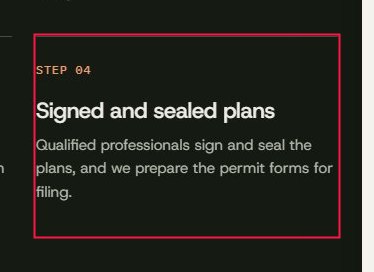 STEP 04
Signed and sealed plans
Qualified professionals sign and seal the
plans, and we prepare the permit forms for
filing.